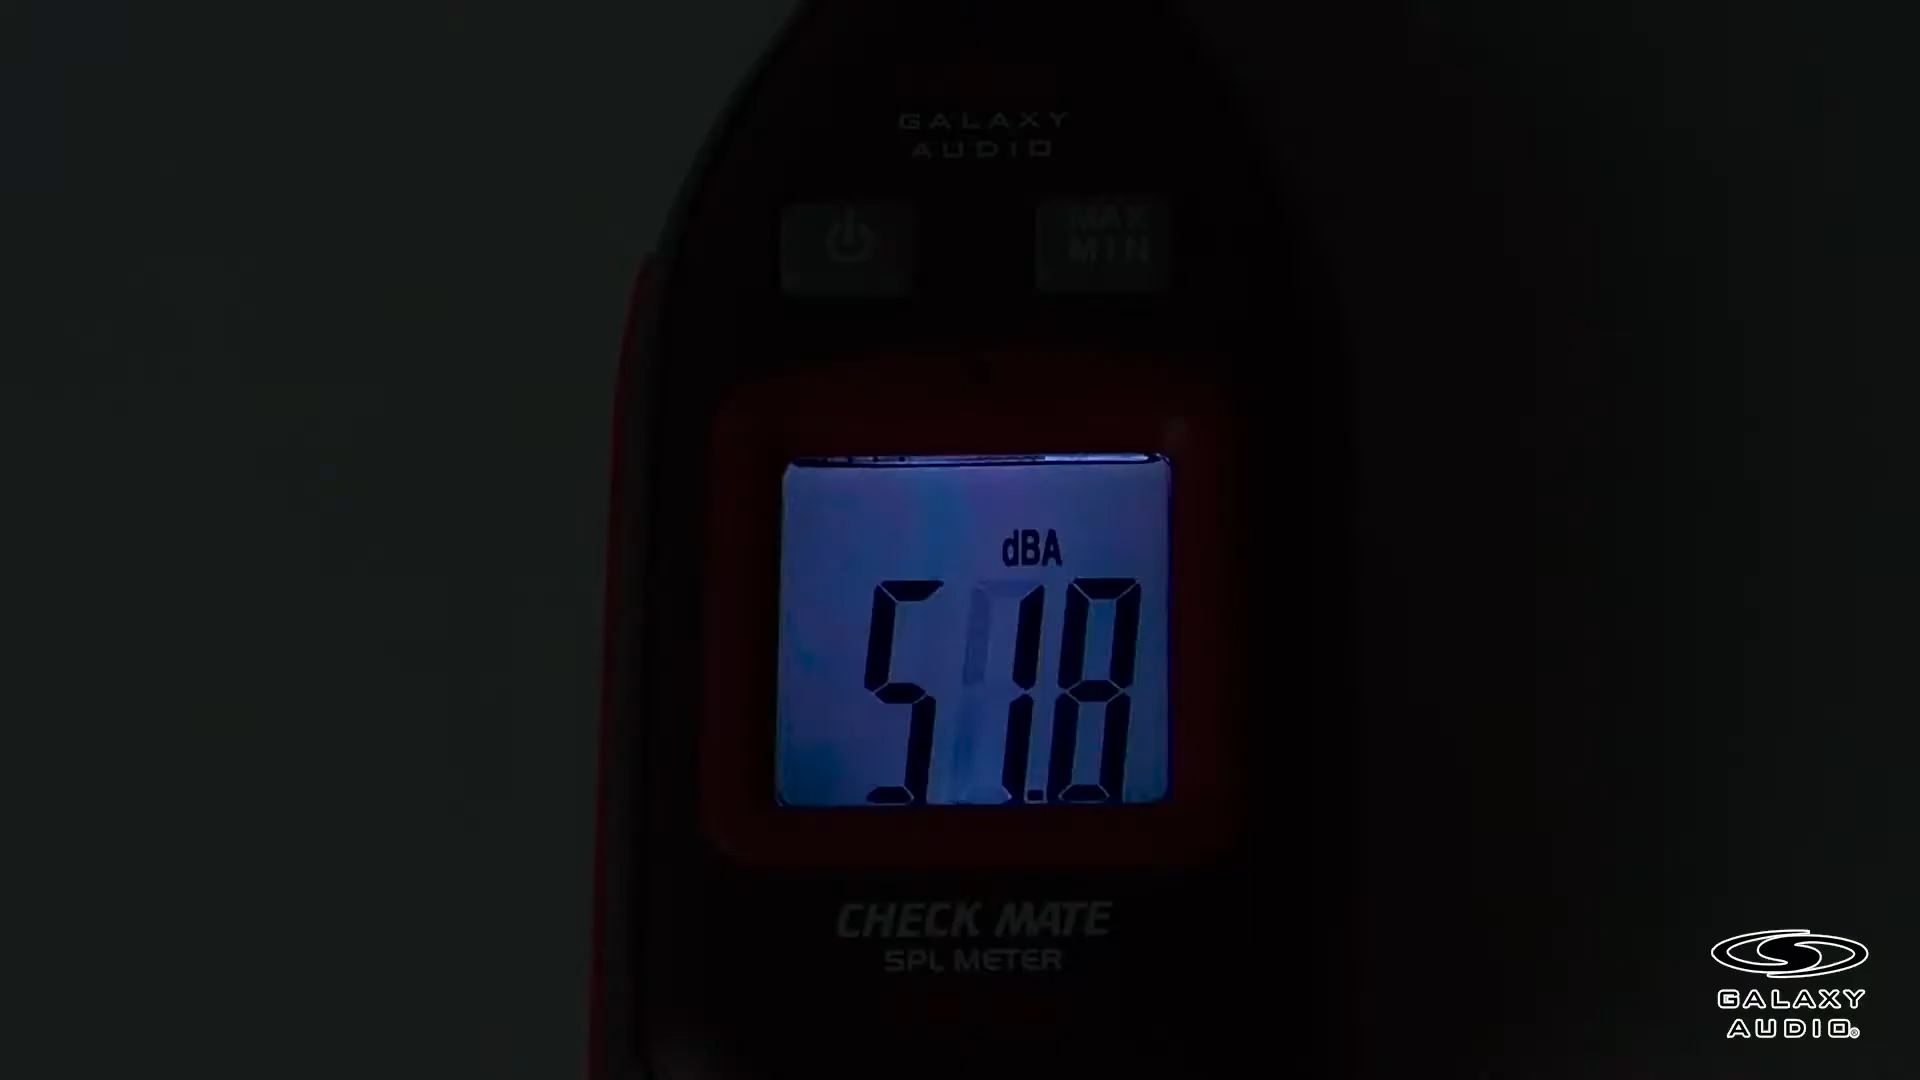 GALAXY
AUDIO
MAX
MIN
dBA
51.8
CHECK MATE
SPL METER
GALAXY
AUDIO®